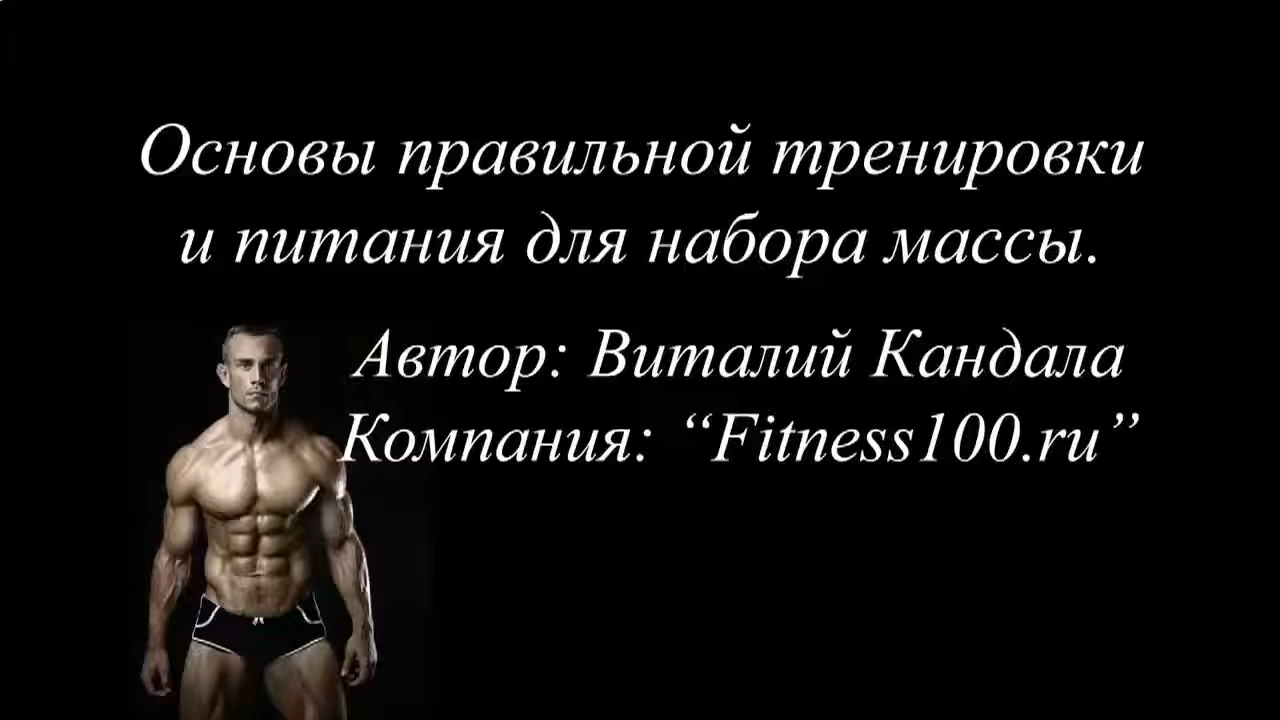 Основы правильной тренировки
и питания для набора массы.
Автор: Виталий Кандала
Компания: “Fitness100.ru”